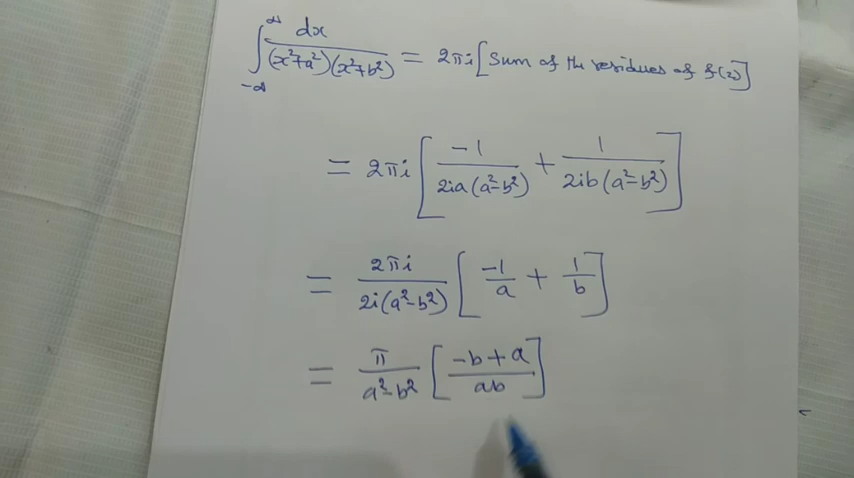 ∫_{-∞}^{∞} dx/((x²+a²)(x²+b²)) = 2πi [Sum of the residues of f(z)]
= 2πi [ -1/(2ia(a²-b²)) + 1/(2ib(a²-b²)) ]
= 2πi/(2i(a²-b²)) [ -1/a + 1/b ]
= π/(a²-b²) [ (-b+a)/ab ]